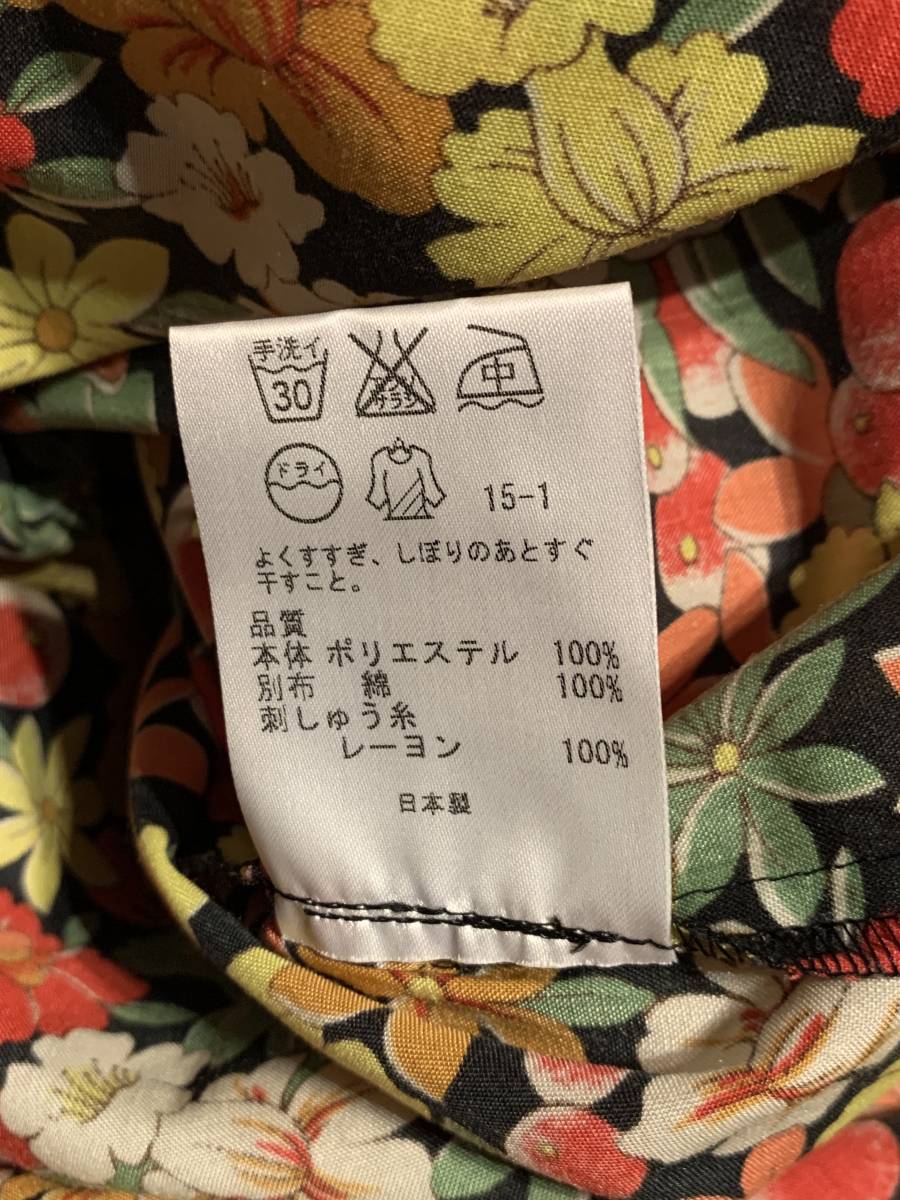 手洗イ 30 エンソ サラシ 中
ドライ 15-1
よくすすぎ、しぼりのあとすぐ
干すこと。
品質
本体 ポリエステル 100%
別布 綿 100%
刺しゅう糸
レーヨン 100%
日本製